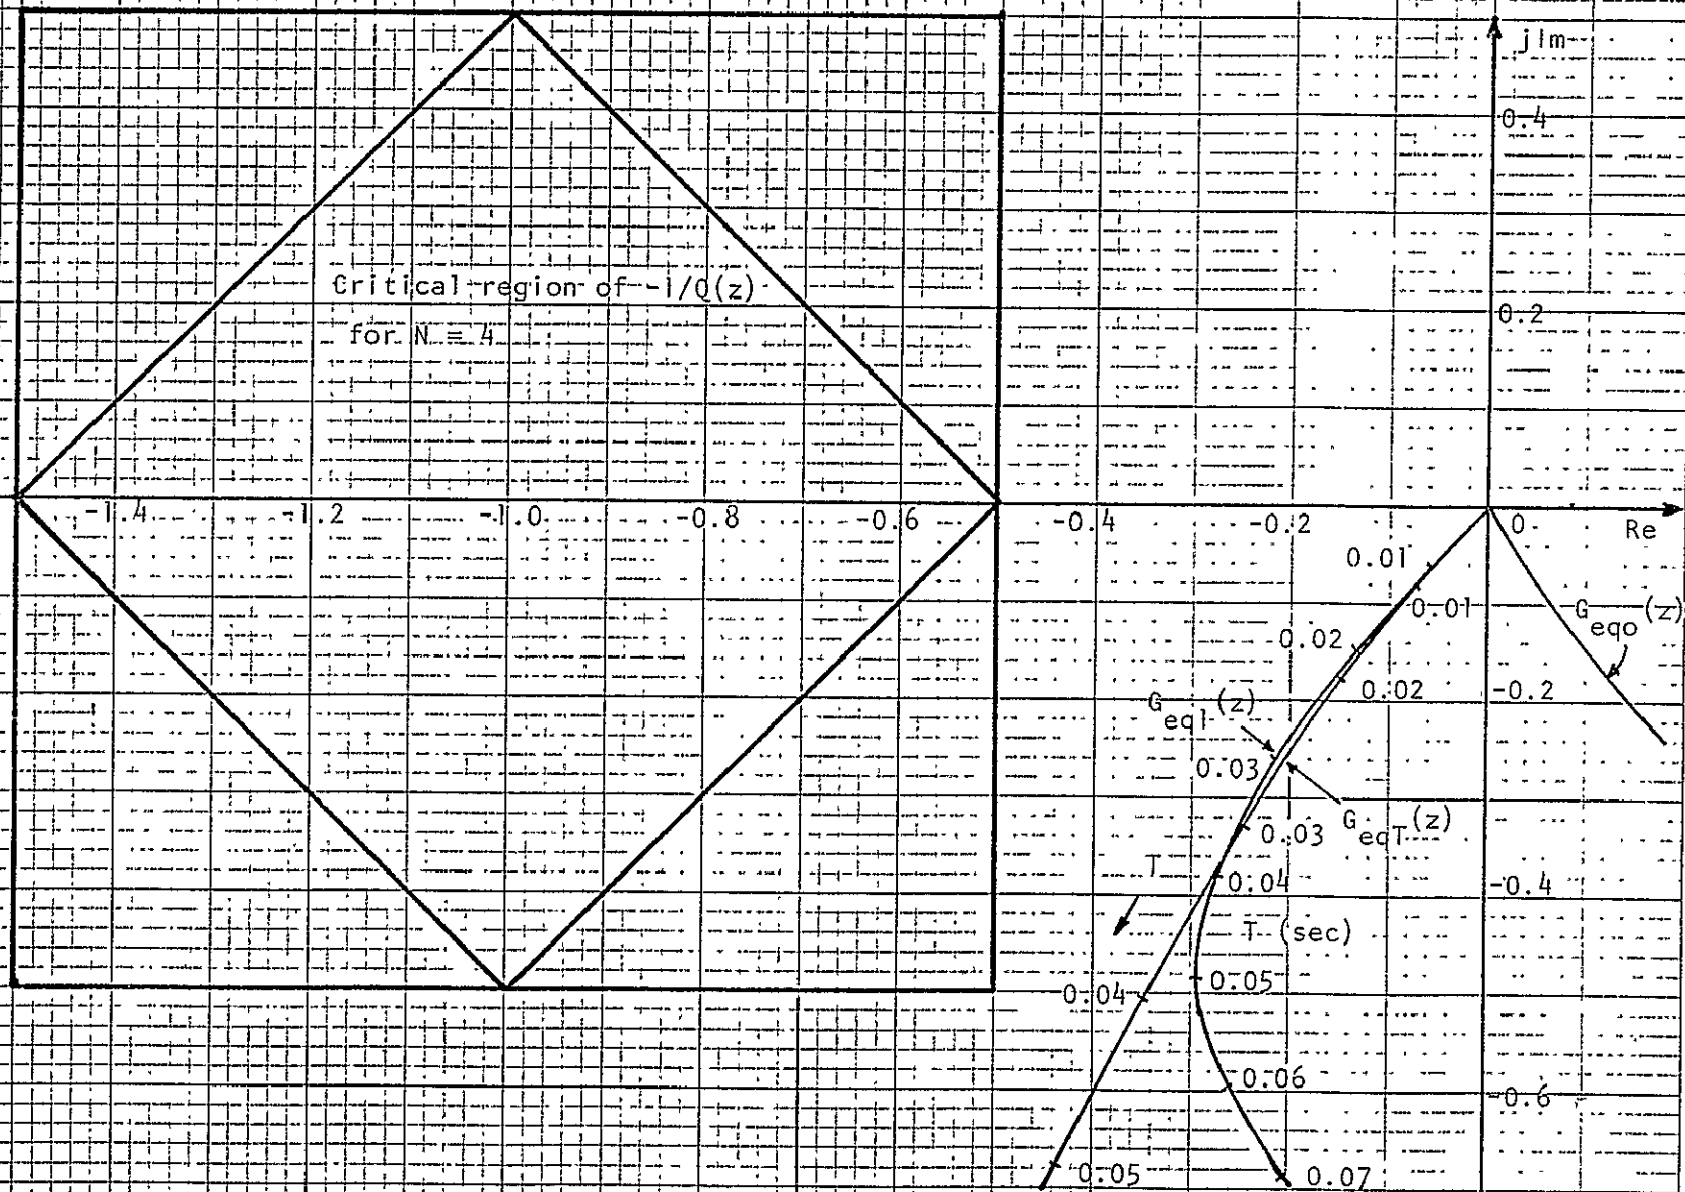 jIm
0.4
Critical region of -1/Q(z)
for N = 4
0.2
-1.4
-1.2
-1.0
-0.8
-0.6
-0.4
-0.2
0
Re
0.01
0.01
G_eqo(z)
0.02
0.02
-0.2
G_eq1(z)
0.03
0.03
G_eqT(z)
T
0.04
-0.4
T (sec)
0.05
0.04
0.06
-0.6
0.05
0.07